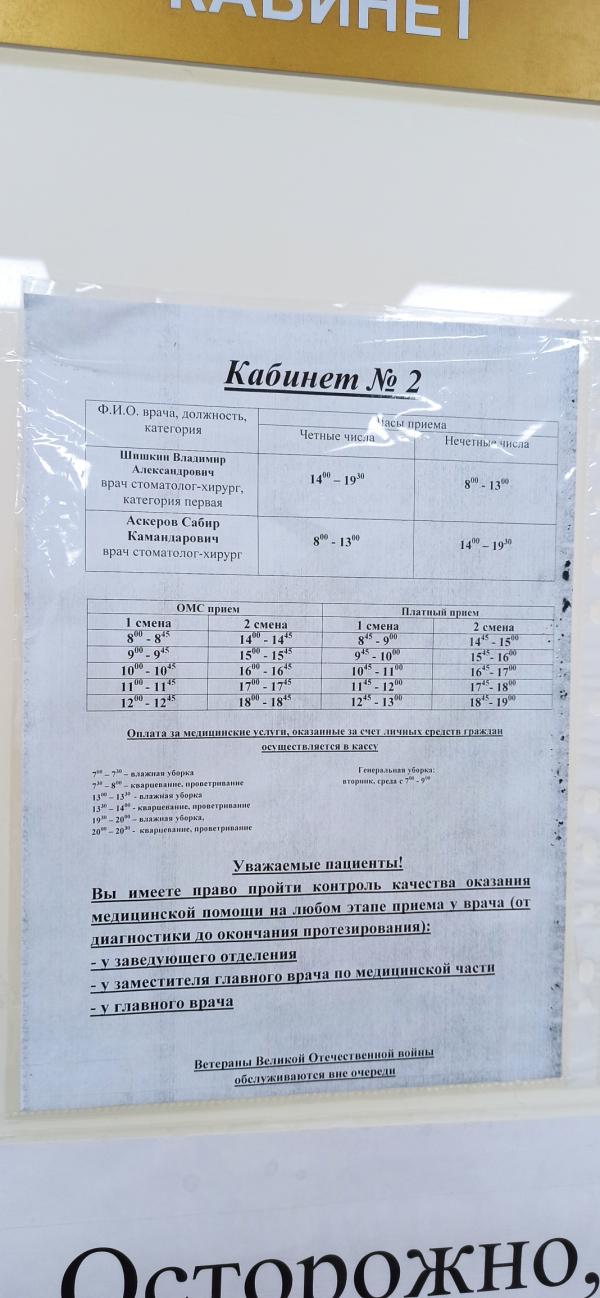 КАБИНЕТ
Кабинет № 2
Ф.И.О. врача, должность,
категория
Часы приема
Четные числа
Нечетные числа
Шишкин Владимир
Александрович
врач стоматолог-хирург,
категория первая
14⁰⁰ – 19³⁰
8⁰⁰ - 13⁰⁰
Аскеров Сабир
Камандарович
врач стоматолог-хирург
8⁰⁰ - 13⁰⁰
14⁰⁰ – 19³⁰
ОМС прием Платный прием
1 смена 2 смена 1 смена 2 смена
8⁰⁰ - 8⁴⁵ 14⁰⁰ - 14⁴⁵ 8⁴⁵ - 9⁰⁰ 14⁴⁵ - 15⁰⁰
9⁰⁰ - 9⁴⁵ 15⁰⁰ - 15⁴⁵ 9⁴⁵ - 10⁰⁰ 15⁴⁵ - 16⁰⁰
10⁰⁰ - 10⁴⁵ 16⁰⁰ - 16⁴⁵ 10⁴⁵ - 11⁰⁰ 16⁴⁵ - 17⁰⁰
11⁰⁰ - 11⁴⁵ 17⁰⁰ - 17⁴⁵ 11⁴⁵ - 12⁰⁰ 17⁴⁵ - 18⁰⁰
12⁰⁰ - 12⁴⁵ 18⁰⁰ - 18⁴⁵ 12⁴⁵ - 13⁰⁰ 18⁴⁵ - 19⁰⁰
Оплата за медицинские услуги, оказанные за счет личных средств граждан
осуществляется в кассу
7⁰⁰ – 7³⁰ – влажная уборка
7³⁰ – 8⁰⁰ – кварцевание, проветривание
13⁰⁰ – 13³⁰ - влажная уборка
13³⁰ – 14⁰⁰ - кварцевание, проветривание
19³⁰ – 20⁰⁰ – влажная уборка,
20⁰⁰ – 20³⁰ - кварцевание, проветривание
Генеральная уборка:
вторник, среда с 7⁰⁰ - 9⁰⁰
Уважаемые пациенты!
Вы имеете право пройти контроль качества оказания
медицинской помощи на любом этапе приема у врача (от
диагностики до окончания протезирования):
- у заведующего отделения
- у заместителя главного врача по медицинской части
- у главного врача
Ветераны Великой Отечественной войны
обслуживаются вне очереди
Осторожно,